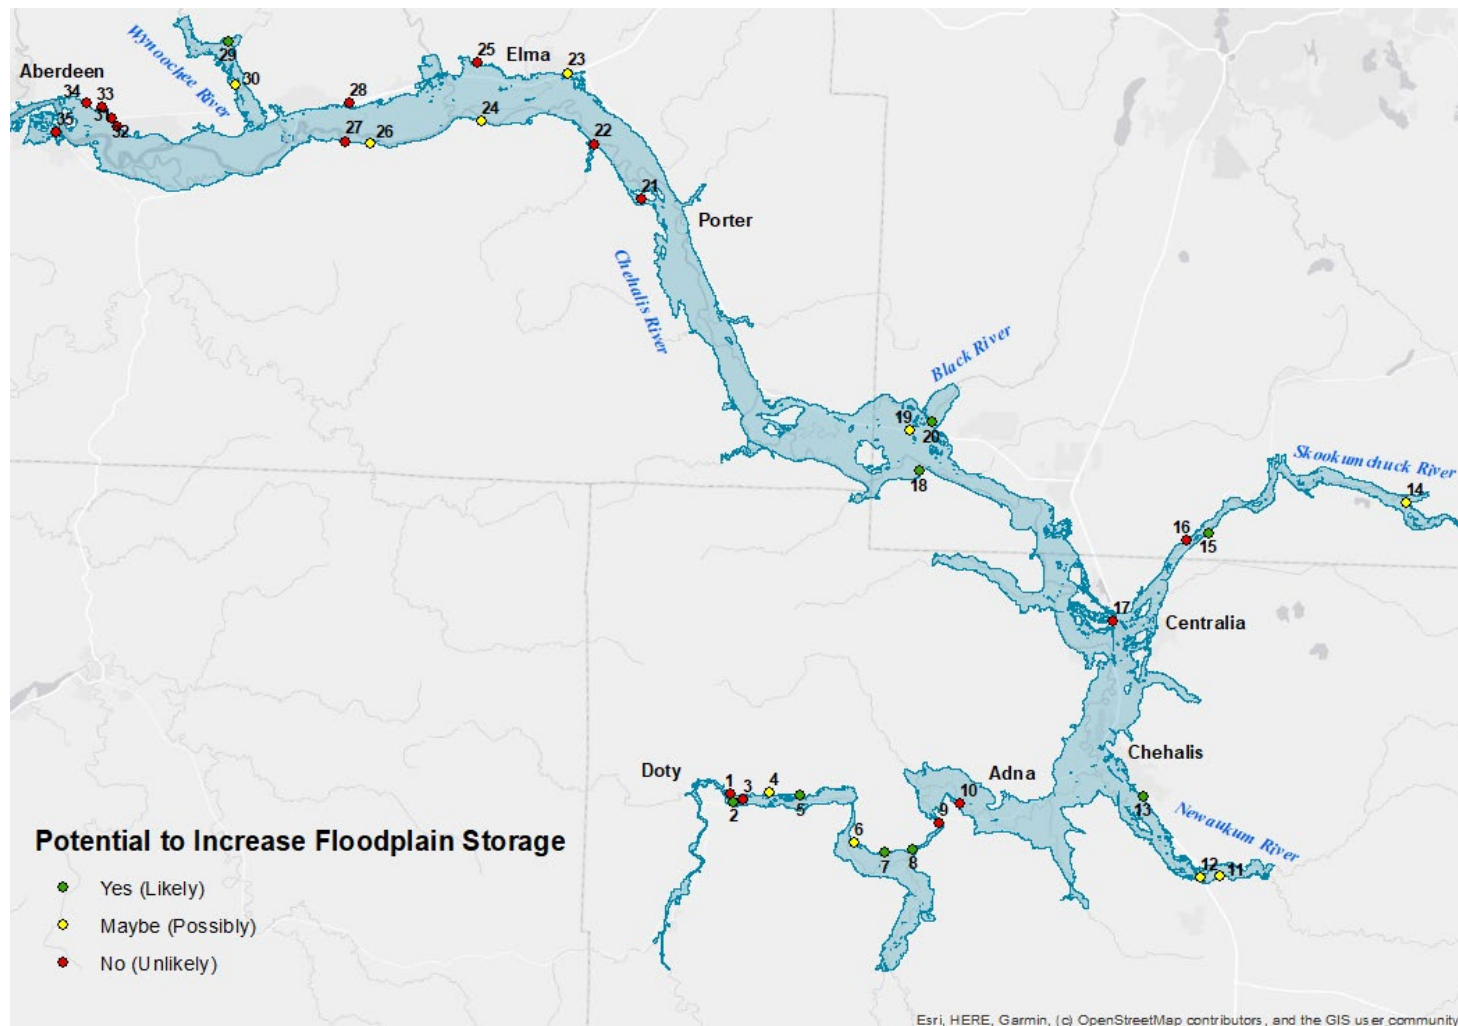 29
25
Elma
23
Wynoochee River
Aberdeen
30
34
33
28
31
35
32
24
27
26
22
21
Porter
Chehalis River
Black River
19
20
Skookumchuck River
18
14
16
15
17
Centralia
Chehalis
Doty
Adna
1
3
4
10
2
5
9
13
Newaukum River
6
7
8
12
11
Potential to Increase Floodplain Storage
Yes (Likely)
Maybe (Possibly)
No (Unlikely)
Esri, HERE, Garmin, (c) OpenStreetMap contributors, and the GIS user community